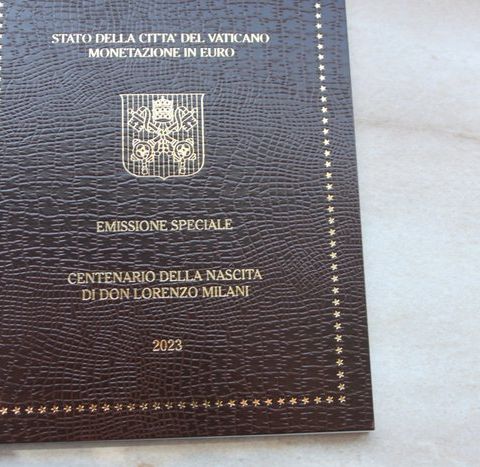 STATO DELLA CITTA' DEL VATICANO
MONETAZIONE IN EURO
EMISSIONE SPECIALE
CENTENARIO DELLA NASCITA
DI DON LORENZO MILANI
2023